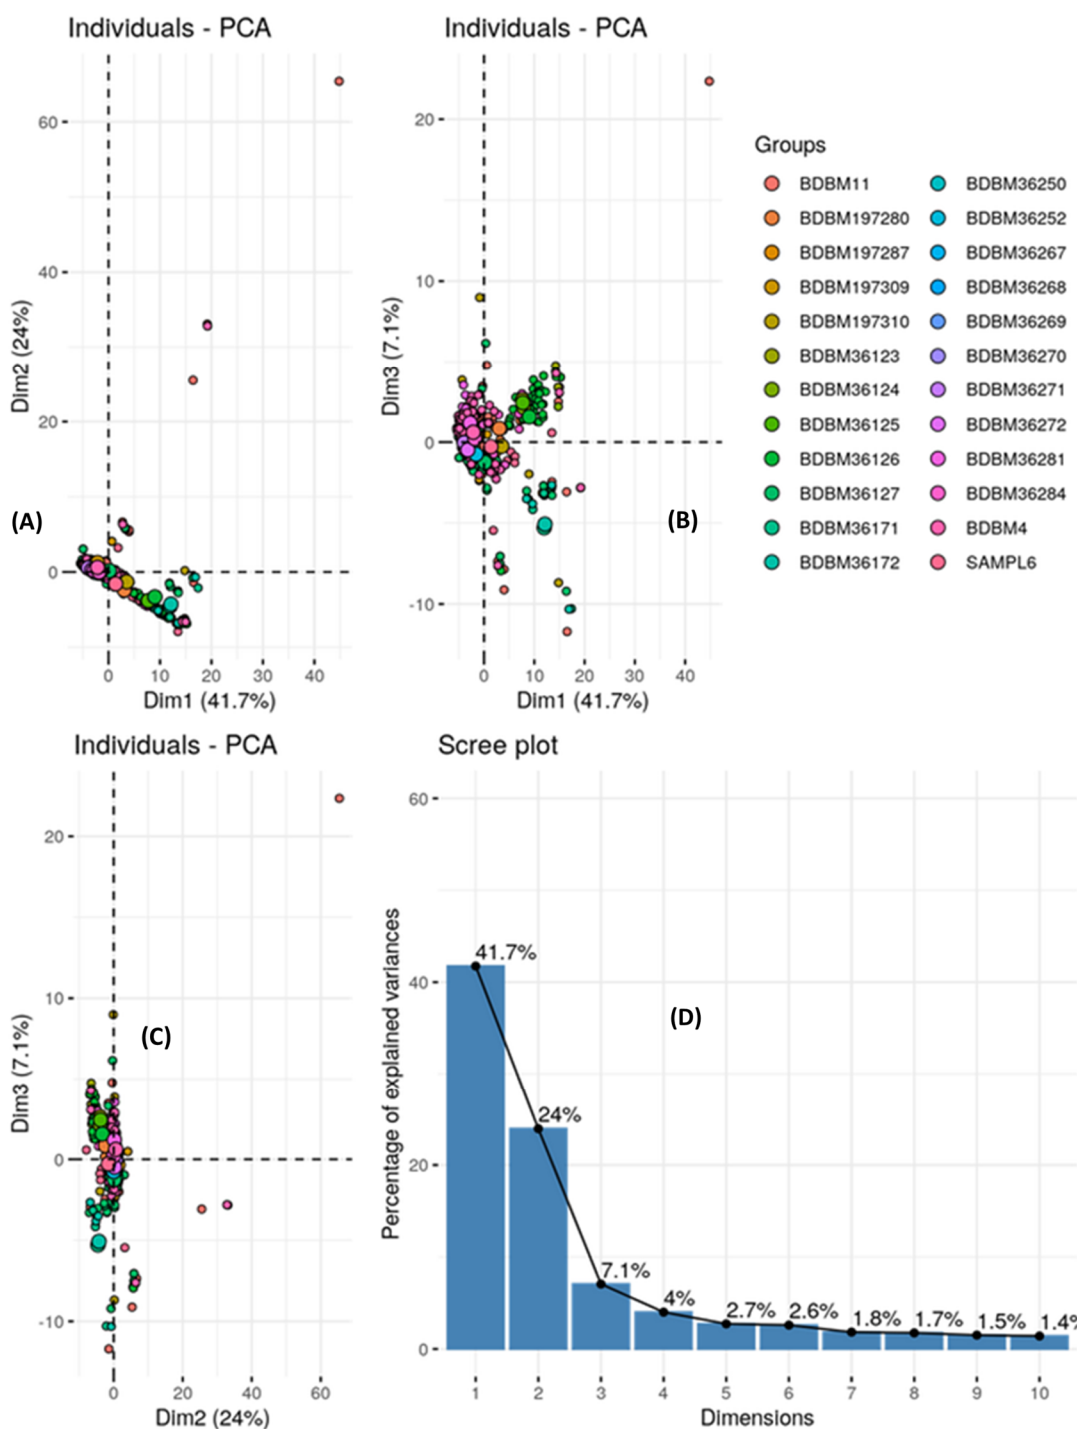 Individuals - PCA
Dim2 (24%)
60
40
20
0
(A)
0 10 20 30 40
Dim1 (41.7%)
Individuals - PCA
Dim3 (7.1%)
20
10
0
-10
(B)
0 10 20 30 40
Dim1 (41.7%)
Groups
BDBM11
BDBM197280
BDBM197287
BDBM197309
BDBM197310
BDBM36123
BDBM36124
BDBM36125
BDBM36126
BDBM36127
BDBM36171
BDBM36172
BDBM36250
BDBM36252
BDBM36267
BDBM36268
BDBM36269
BDBM36270
BDBM36271
BDBM36272
BDBM36281
BDBM36284
BDBM4
SAMPL6
Individuals - PCA
Dim3 (7.1%)
20
10
0
-10
(C)
0 20 40 60
Dim2 (24%)
Scree plot
Percentage of explained variances
60
40
20
0
41.7%
24%
7.1%
4%
2.7%
2.6%
1.8%
1.7%
1.5%
1.4%
(D)
1 2 3 4 5 6 7 8 9 10
Dimensions